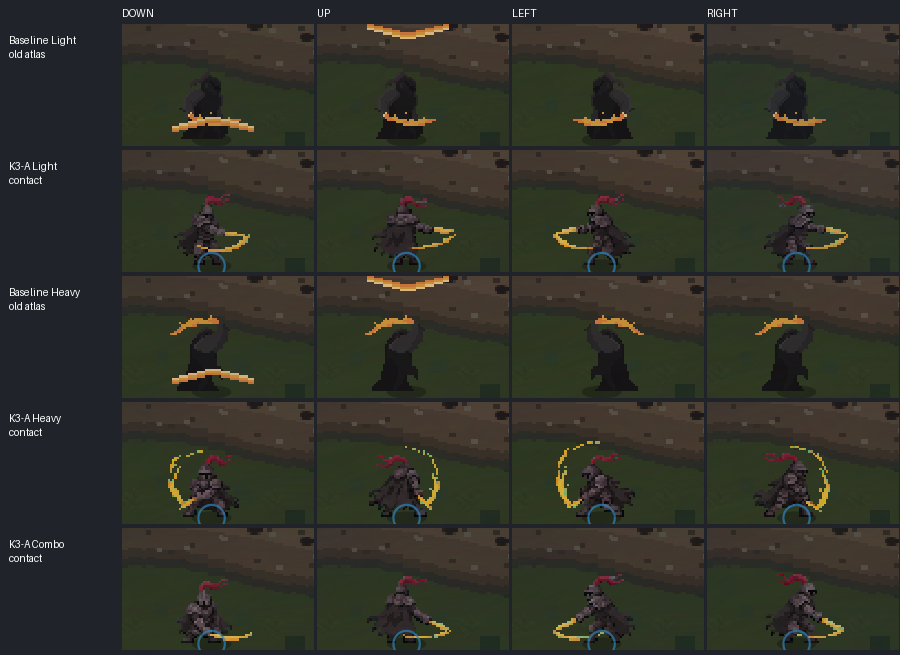 DOWN
UP
LEFT
RIGHT
Baseline Light
old atlas
K3-A Light
contact
Baseline Heavy
old atlas
K3-A Heavy
contact
K3-A Combo
contact